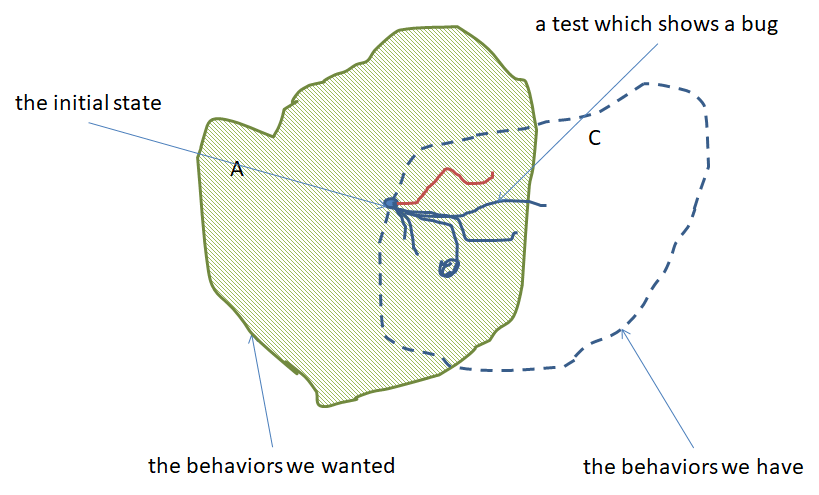 a test which shows a bug
the initial state
C
A
the behaviors we wanted
the behaviors we have